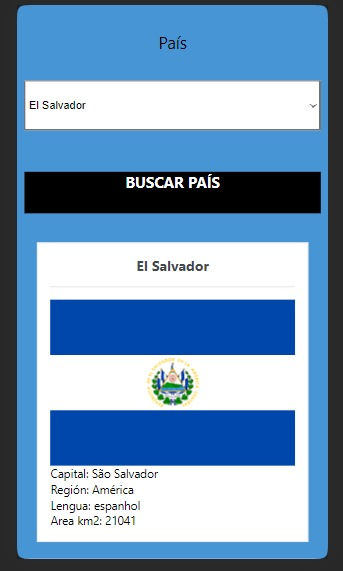 País
El Salvador
BUSCAR PAÍS
El Salvador
Capital: São Salvador
Región: América
Lengua: espanhol
Area km2: 21041